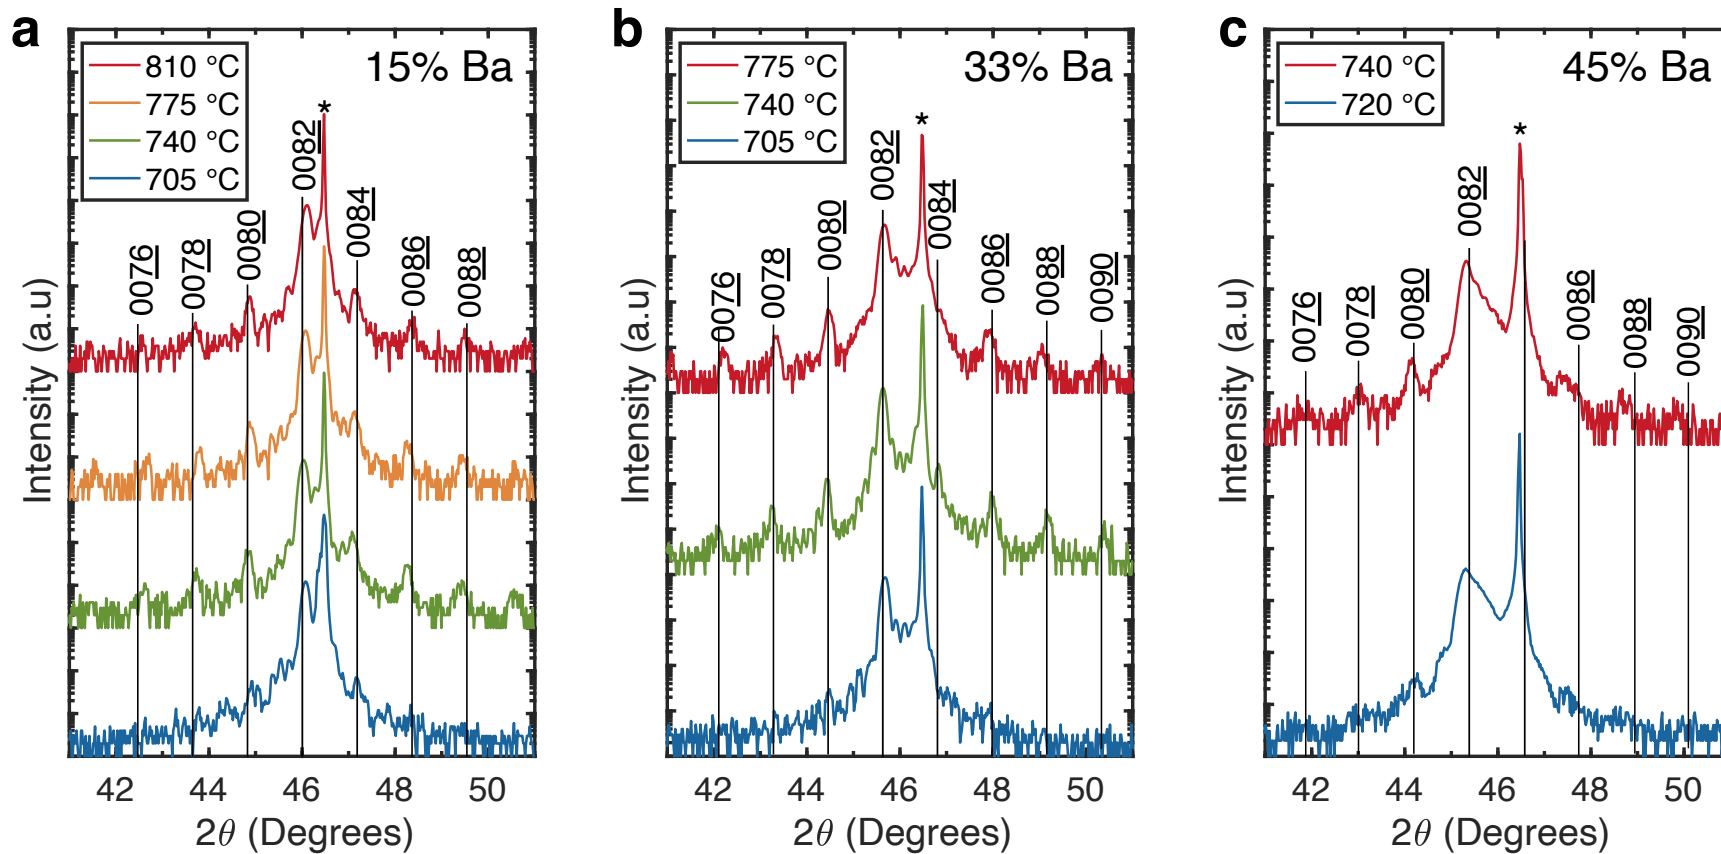 a
810 °C
775 °C
740 °C
705 °C
15% Ba
*
0076
0078
0080
0082
0084
0086
0088
Intensity (a.u)
42
44
46
48
50
2θ (Degrees)
b
775 °C
740 °C
705 °C
33% Ba
*
0076
0078
0080
0082
0084
0086
0088
0090
Intensity (a.u)
42
44
46
48
50
2θ (Degrees)
c
740 °C
720 °C
45% Ba
*
0076
0078
0080
0082
0086
0088
0090
Intensity (a.u)
42
44
46
48
50
2θ (Degrees)